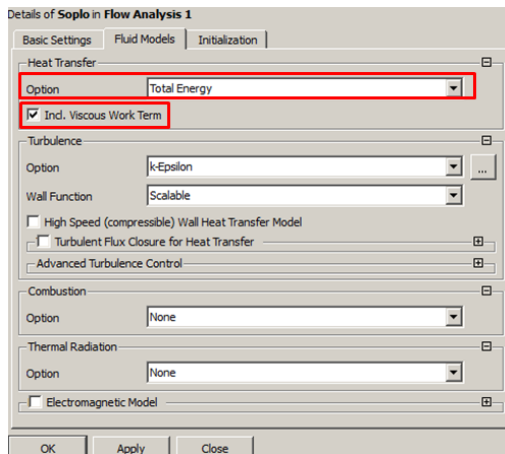 Details of Soplo in Flow Analysis 1
Basic Settings Fluid Models Initialization
Heat Transfer
Option Total Energy
Incl. Viscous Work Term
Turbulence
Option k-Epsilon ...
Wall Function Scalable
High Speed (compressible) Wall Heat Transfer Model
Turbulent Flux Closure for Heat Transfer
Advanced Turbulence Control
Combustion
Option None
Thermal Radiation
Option None
Electromagnetic Model
OK Apply Close